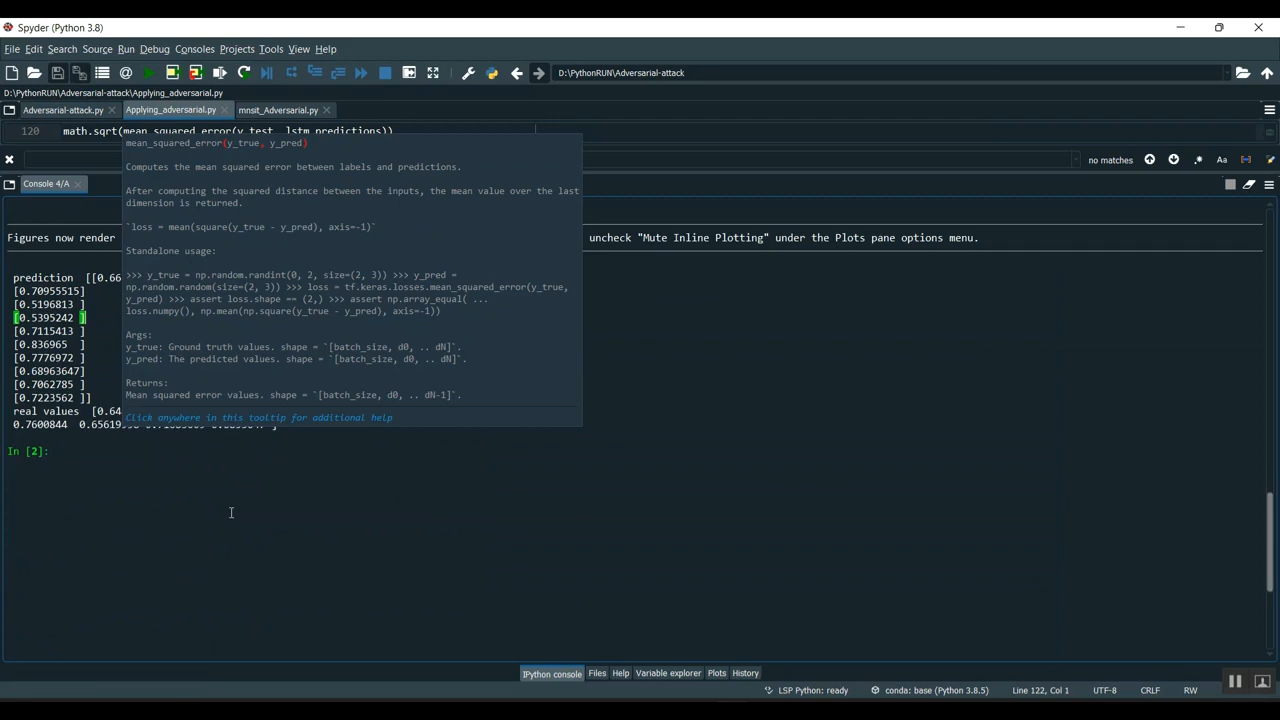 Spyder (Python 3.8)
File Edit Search Source Run Debug Consoles Projects Tools View Help
D:\PythonRUN\Adversarial-attack
D:\PythonRUN\Adversarial-attack\Applying_adversarial.py
Adversarial-attack.py Applying_adversarial.py mnsit_Adversarial.py
120 math.sqrt(mean_squared_error(y_test, lstm_predictions))
mean_squared_error(y_true, y_pred)
no matches Aa
Computes the mean squared error between labels and predictions.
Console 4/A
After computing the squared distance between the inputs, the mean value over the last
dimension is returned.
`loss = mean(square(y_true - y_pred), axis=-1)`
Figures now render uncheck "Mute Inline Plotting" under the Plots pane options menu.
Standalone usage:
>>> y_true = np.random.randint(0, 2, size=(2, 3)) >>> y_pred =
np.random.random(size=(2, 3)) >>> loss = tf.keras.losses.mean_squared_error(y_true,
y_pred) >>> assert loss.shape == (2,) >>> assert np.array_equal( ...
loss.numpy(), np.mean(np.square(y_true - y_pred), axis=-1))
Args:
y_true: Ground truth values. shape = `[batch_size, d0, .. dN]`.
y_pred: The predicted values. shape = `[batch_size, d0, .. dN]`.
Returns:
Mean squared error values. shape = `[batch_size, d0, .. dN-1]`.
Click anywhere in this tooltip for additional help
prediction [[0.66
[0.70955515]
[0.5196813 ]
[0.5395242 ]
[0.7115413 ]
[0.836965 ]
[0.7776972 ]
[0.68963647]
[0.7062785 ]
[0.7223562 ]]
real values [0.64
0.7600844
In [2]:
IPython console Files Help Variable explorer Plots History
LSP Python: ready conda: base (Python 3.8.5) Line 122, Col 1 UTF-8 CRLF RW